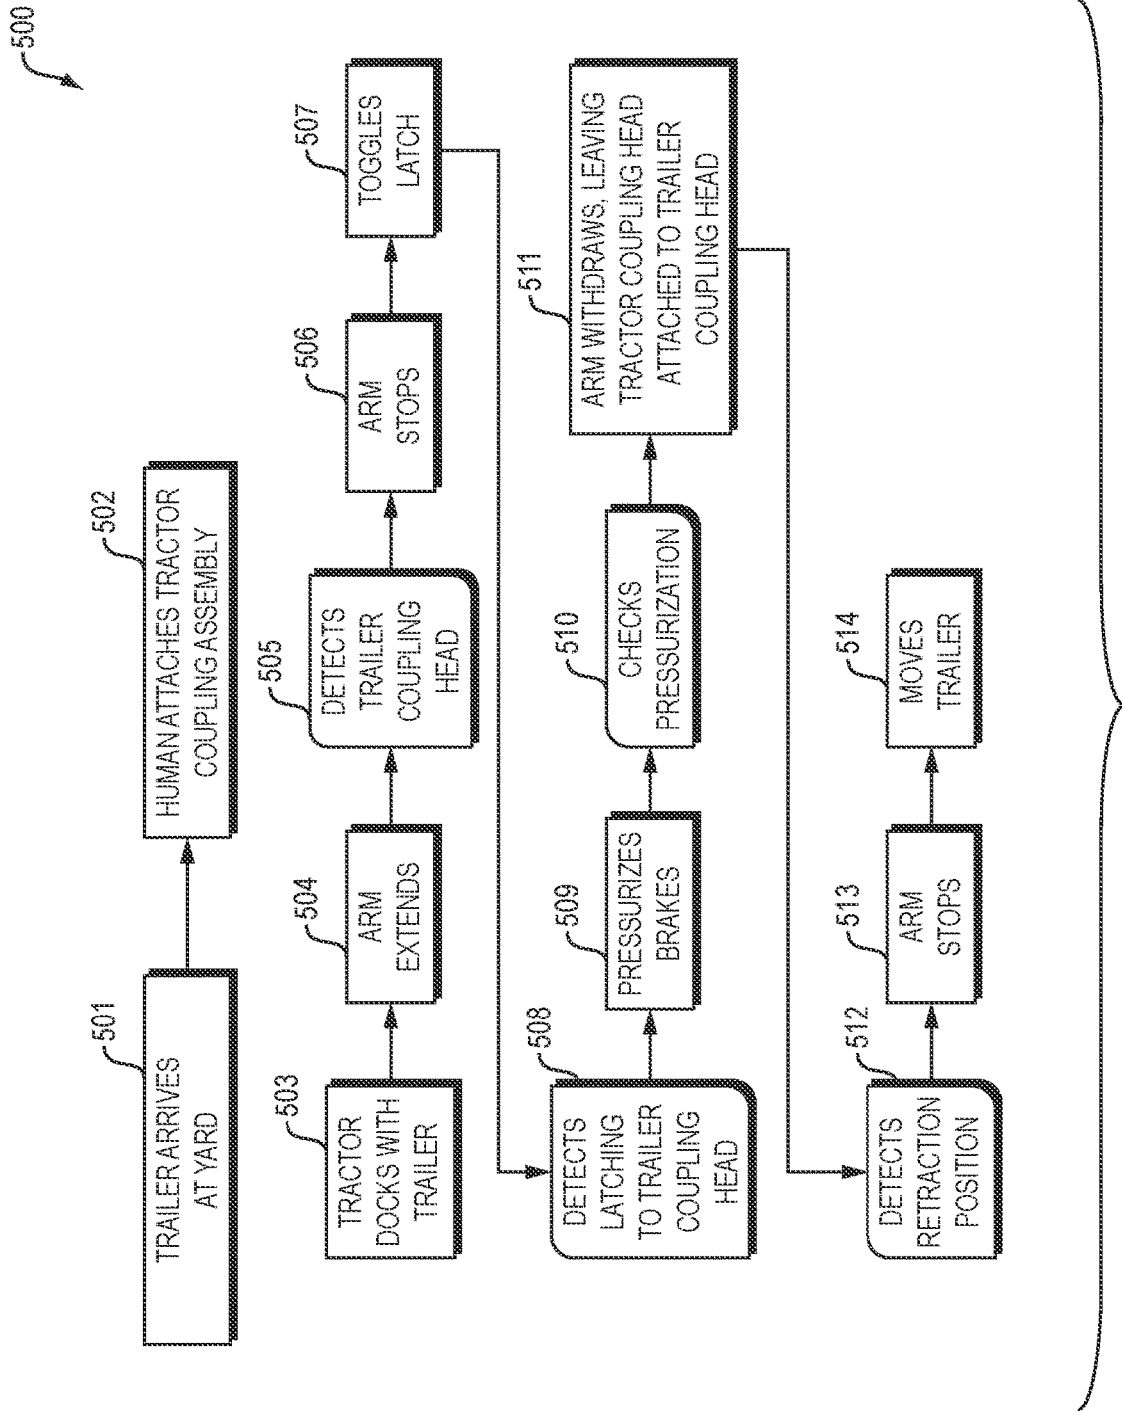 500
501
TRAILER ARRIVES
AT YARD
502
HUMAN ATTACHES TRACTOR
COUPLING ASSEMBLY
503
TRACTOR
DOCKS WITH
TRAILER
504
ARM
EXTENDS
505
DETECTS
TRAILER
COUPLING
HEAD
506
ARM
STOPS
507
TOGGLES
LATCH
508
DETECTS
LATCHING
TO TRAILER
COUPLING
HEAD
509
PRESSURIZES
BRAKES
510
CHECKS
PRESSURIZATION
511
ARM WITHDRAWS, LEAVING
TRACTOR COUPLING HEAD
ATTACHED TO TRAILER
COUPLING HEAD
512
DETECTS
RETRACTION
POSITION
513
ARM
STOPS
514
MOVES
TRAILER